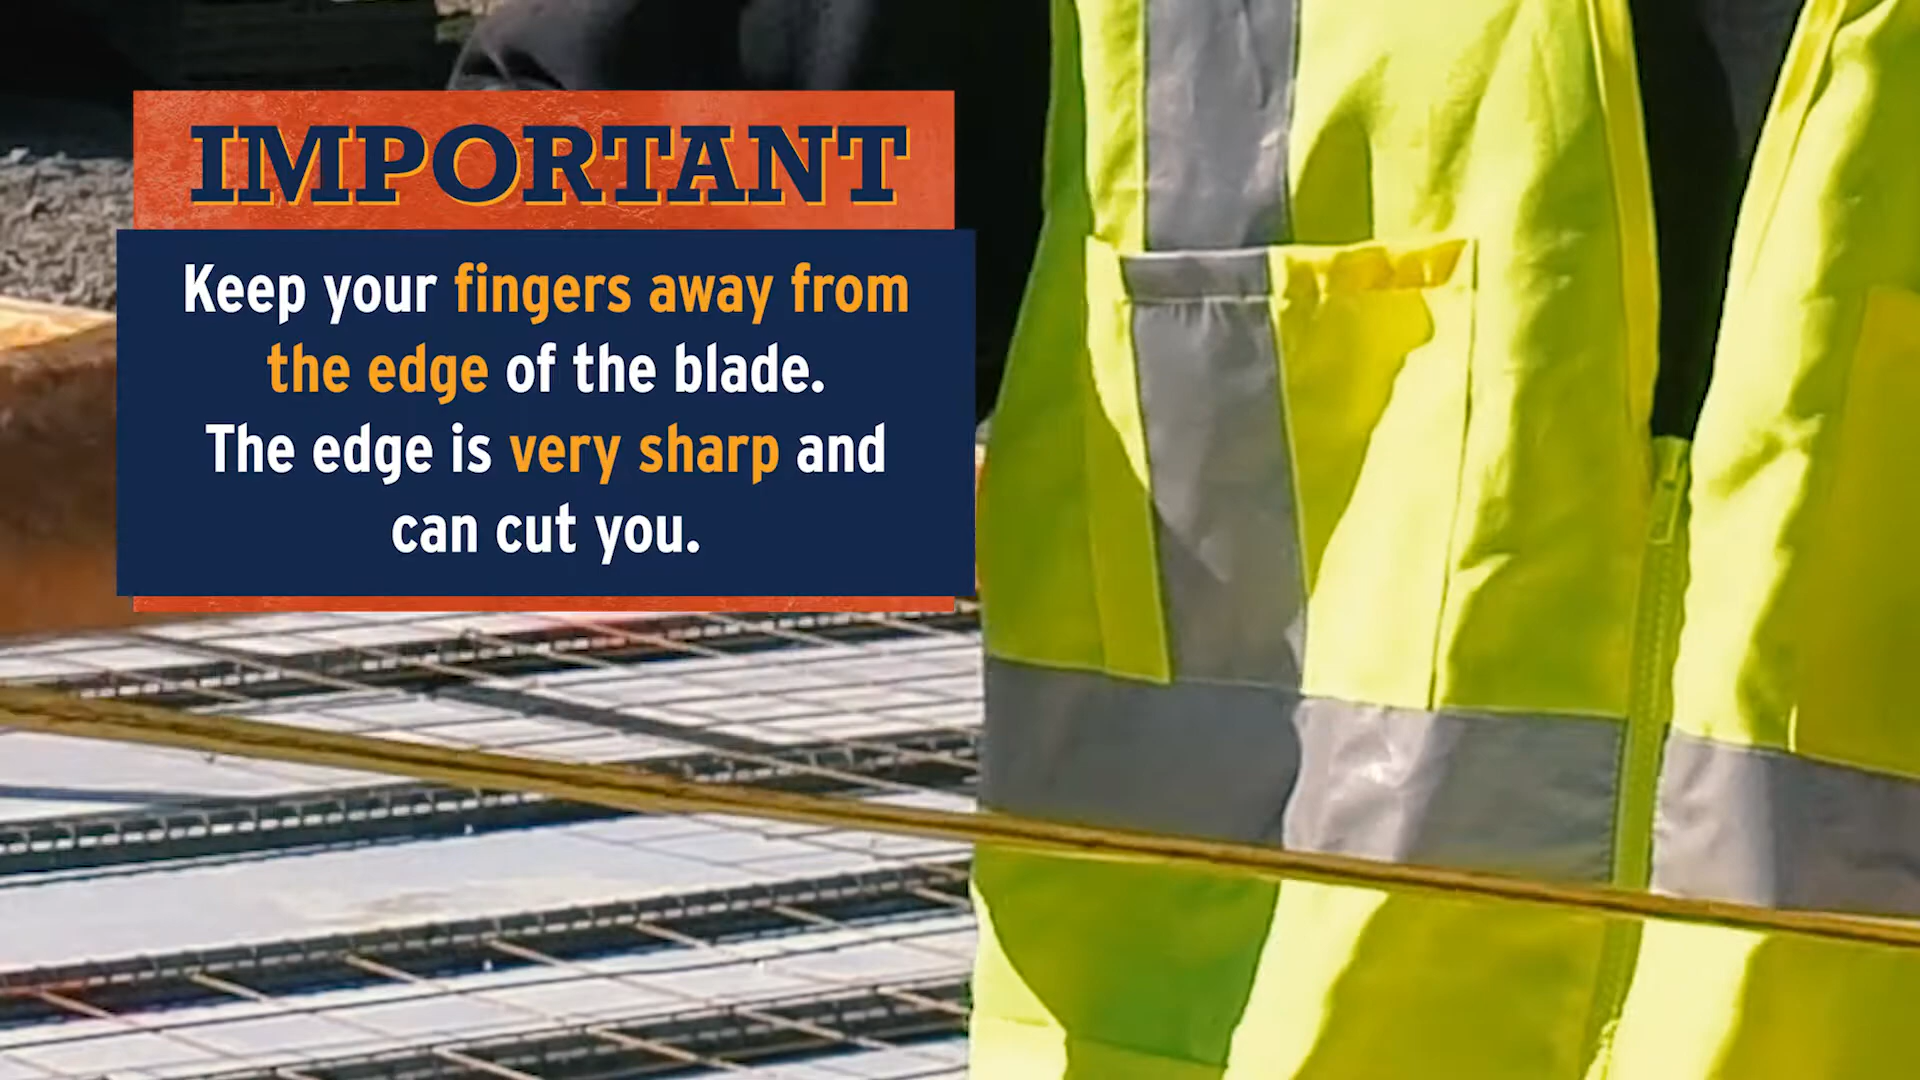 IMPORTANT
Keep your fingers away from
the edge of the blade.
The edge is very sharp and
can cut you.